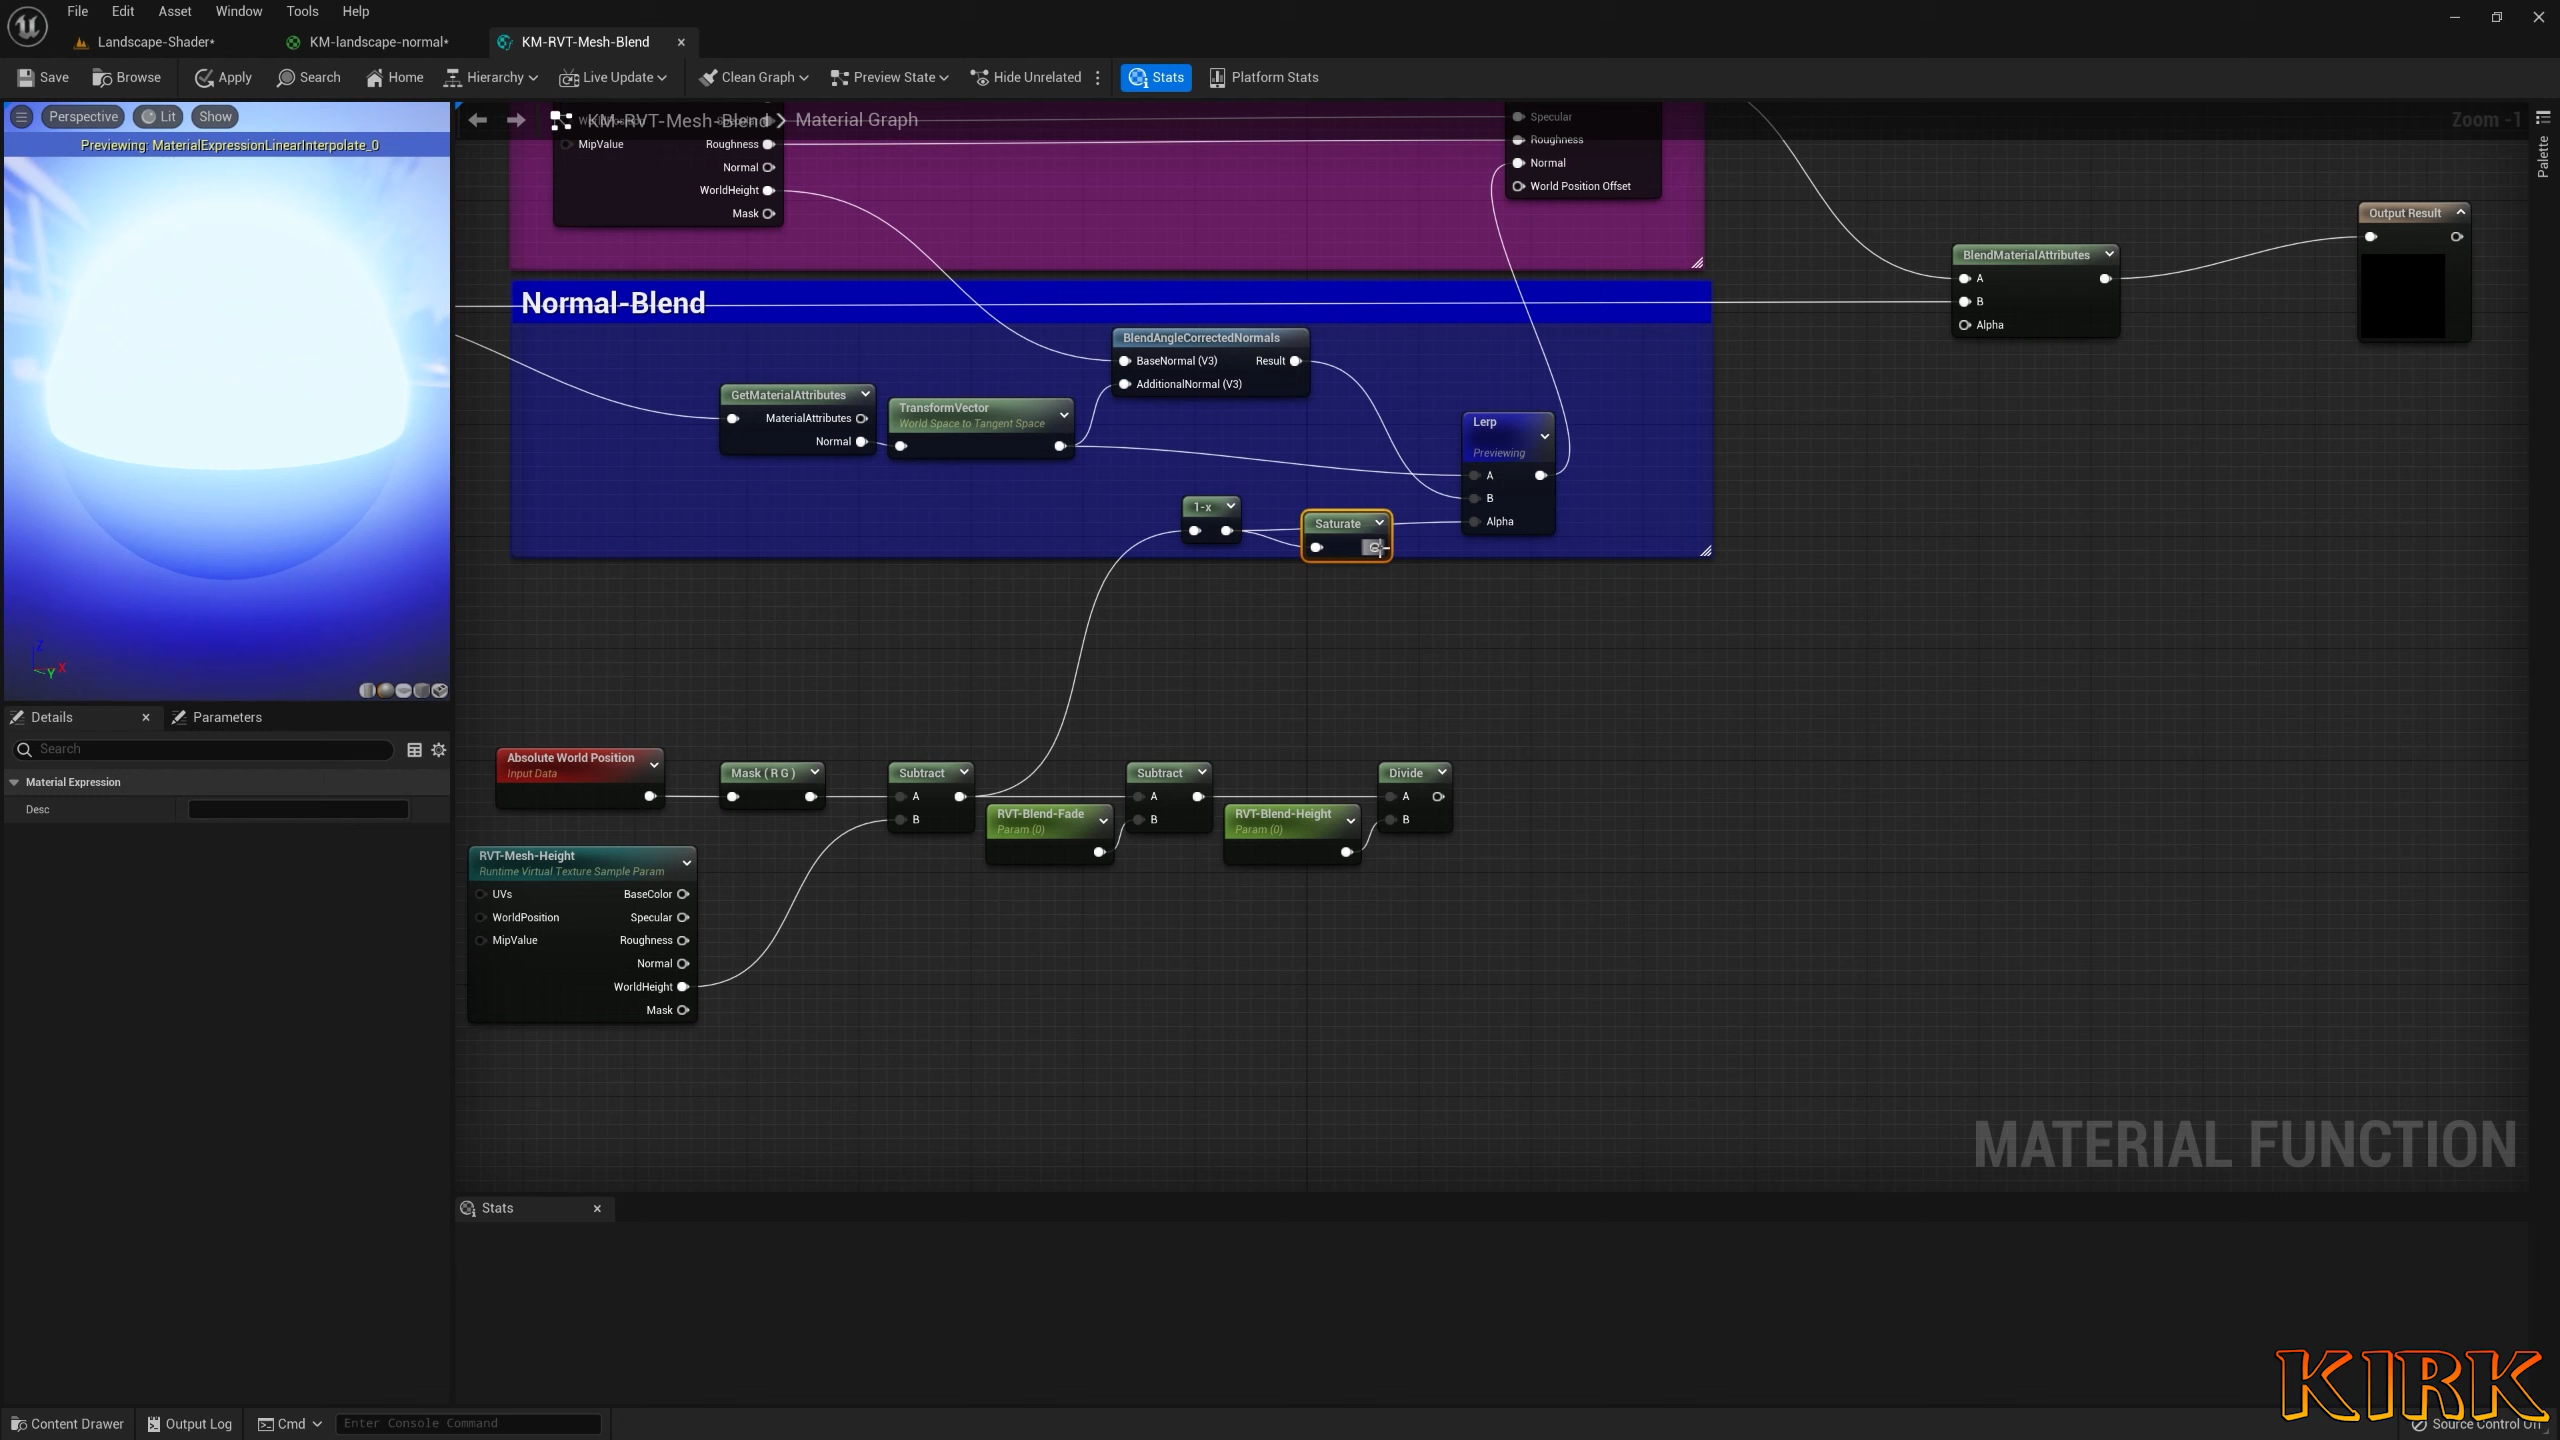 File Edit Asset Window Tools Help
Landscape-Shader* KM-landscape-normal* KM-RVT-Mesh-Blend
Save Browse Apply Search Home Hierarchy Live Update Clean Graph Preview State Hide Unrelated Stats Platform Stats
Perspective Lit Show
Previewing: MaterialExpressionLinearInterpolate_0
KM-RVT-Mesh-Blend Material Graph
Zoom -1
Palette
MipValue Roughness
Normal
WorldHeight
Mask
Specular
Roughness
Normal
World Position Offset
Output Result
BlendMaterialAttributes
A
B
Alpha
Normal-Blend
BlendAngleCorrectedNormals
BaseNormal (V3) Result
AdditionalNormal (V3)
GetMaterialAttributes
MaterialAttributes
Normal
TransformVector
World Space to Tangent Space
Lerp
Previewing
A
B
Alpha
1-x
Saturate
Z
X
Y
Details Parameters
Search
Material Expression
Desc
Absolute World Position
Input Data
Mask ( R G )
Subtract
A
B
RVT-Blend-Fade
Param (0)
Subtract
A
B
RVT-Blend-Height
Param (0)
Divide
A
B
RVT-Mesh-Height
Runtime Virtual Texture Sample Param
UVs BaseColor
WorldPosition Specular
MipValue Roughness
Normal
WorldHeight
Mask
MATERIAL FUNCTION
Stats
KIRK
Content Drawer Output Log Cmd Enter Console Command
Source Control Off